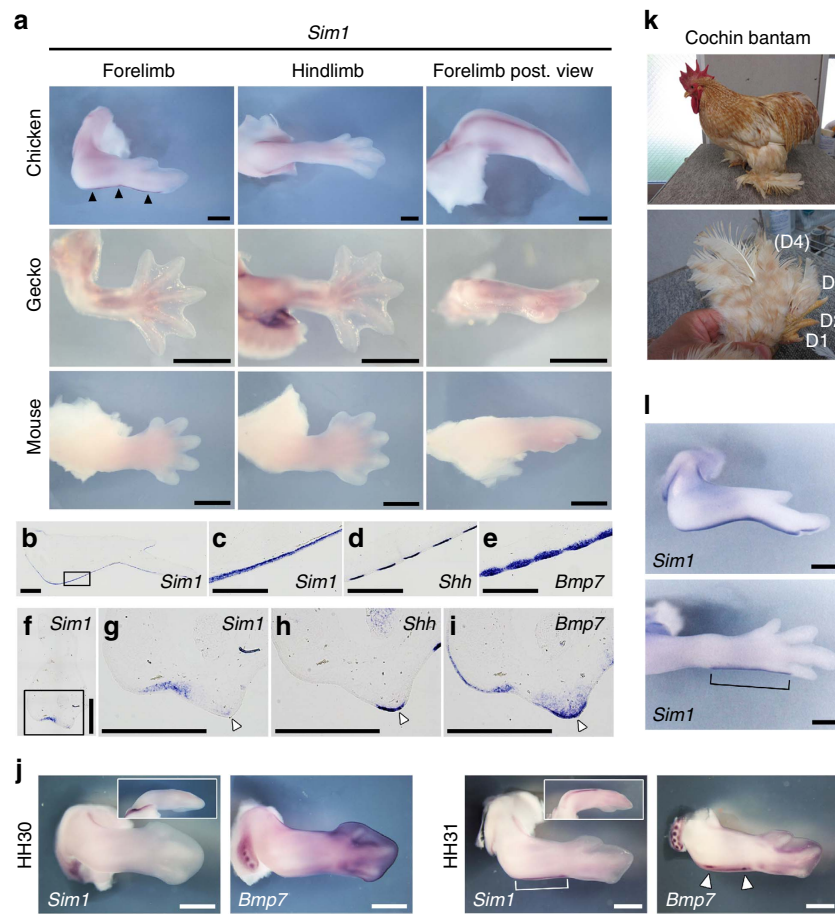 a
Sim1
Forelimb
Hindlimb
Forelimb post. view
Chicken
Gecko
Mouse
b
Sim1
c
Sim1
d
Shh
e
Bmp7
f
Sim1
g
Sim1
h
Shh
i
Bmp7
j
HH30
Sim1
Bmp7
HH31
Sim1
Bmp7
k
Cochin bantam
(D4)
D
D2
D1
l
Sim1
Sim1